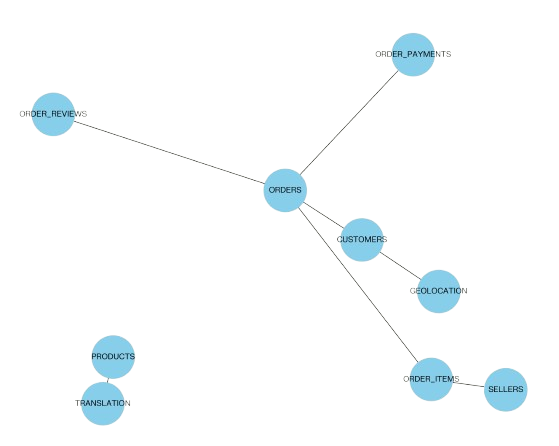 ORDER_PAYMENTS
ORDER_REVIEWS
ORDERS
CUSTOMERS
GEOLOCATION
PRODUCTS
ORDER_ITEMS
SELLERS
TRANSLATION